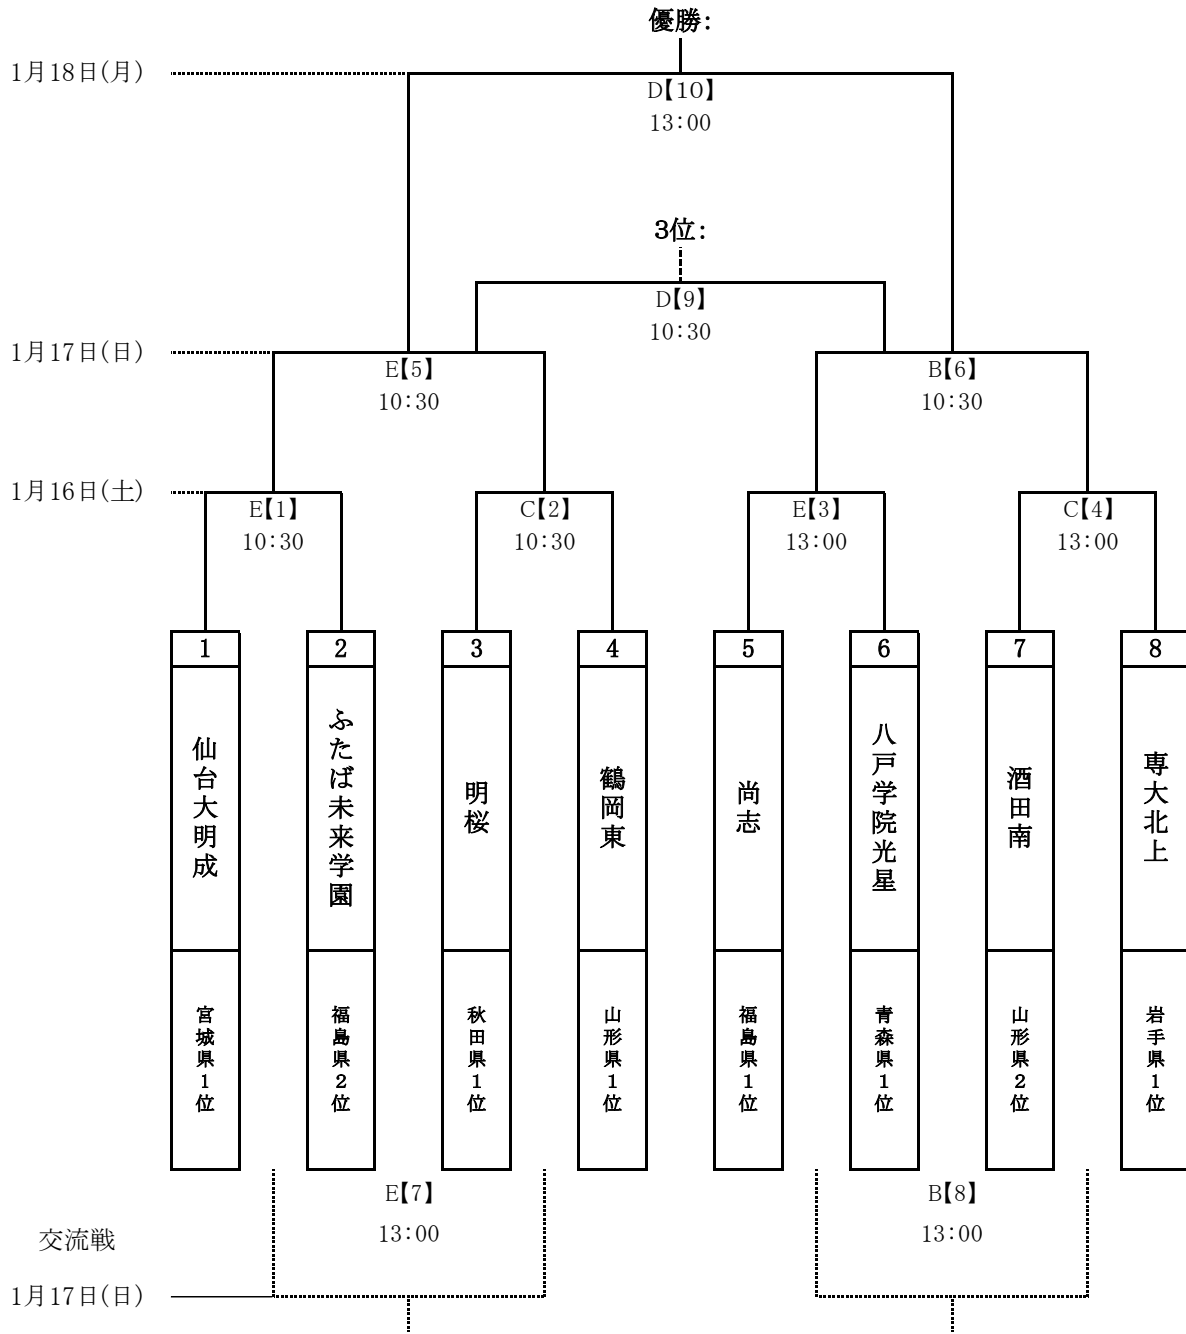 優勝:
1月18日(月)
D【10】
13:00
3位:
D【9】
10:30
1月17日(日)
E【5】
10:30
B【6】
10:30
1月16日(土)
E【1】
10:30
C【2】
10:30
E【3】
13:00
C【4】
13:00
1
2
3
4
5
6
7
8
仙台大明成
ふたば未来学園
明桜
鶴岡東
尚志
八戸学院光星
酒田南
専大北上
宮城県1位
福島県2位
秋田県1位
山形県1位
福島県1位
青森県1位
山形県2位
岩手県1位
E【7】
13:00
B【8】
13:00
交流戦
1月17日(日)